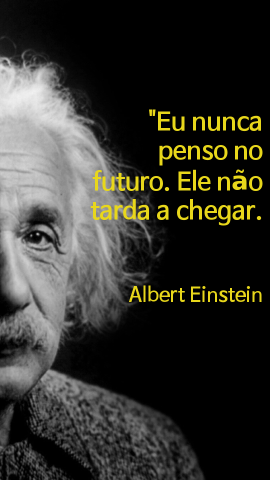 "Eu nunca
penso no
futuro. Ele não
tarda a chegar.
Albert Einstein